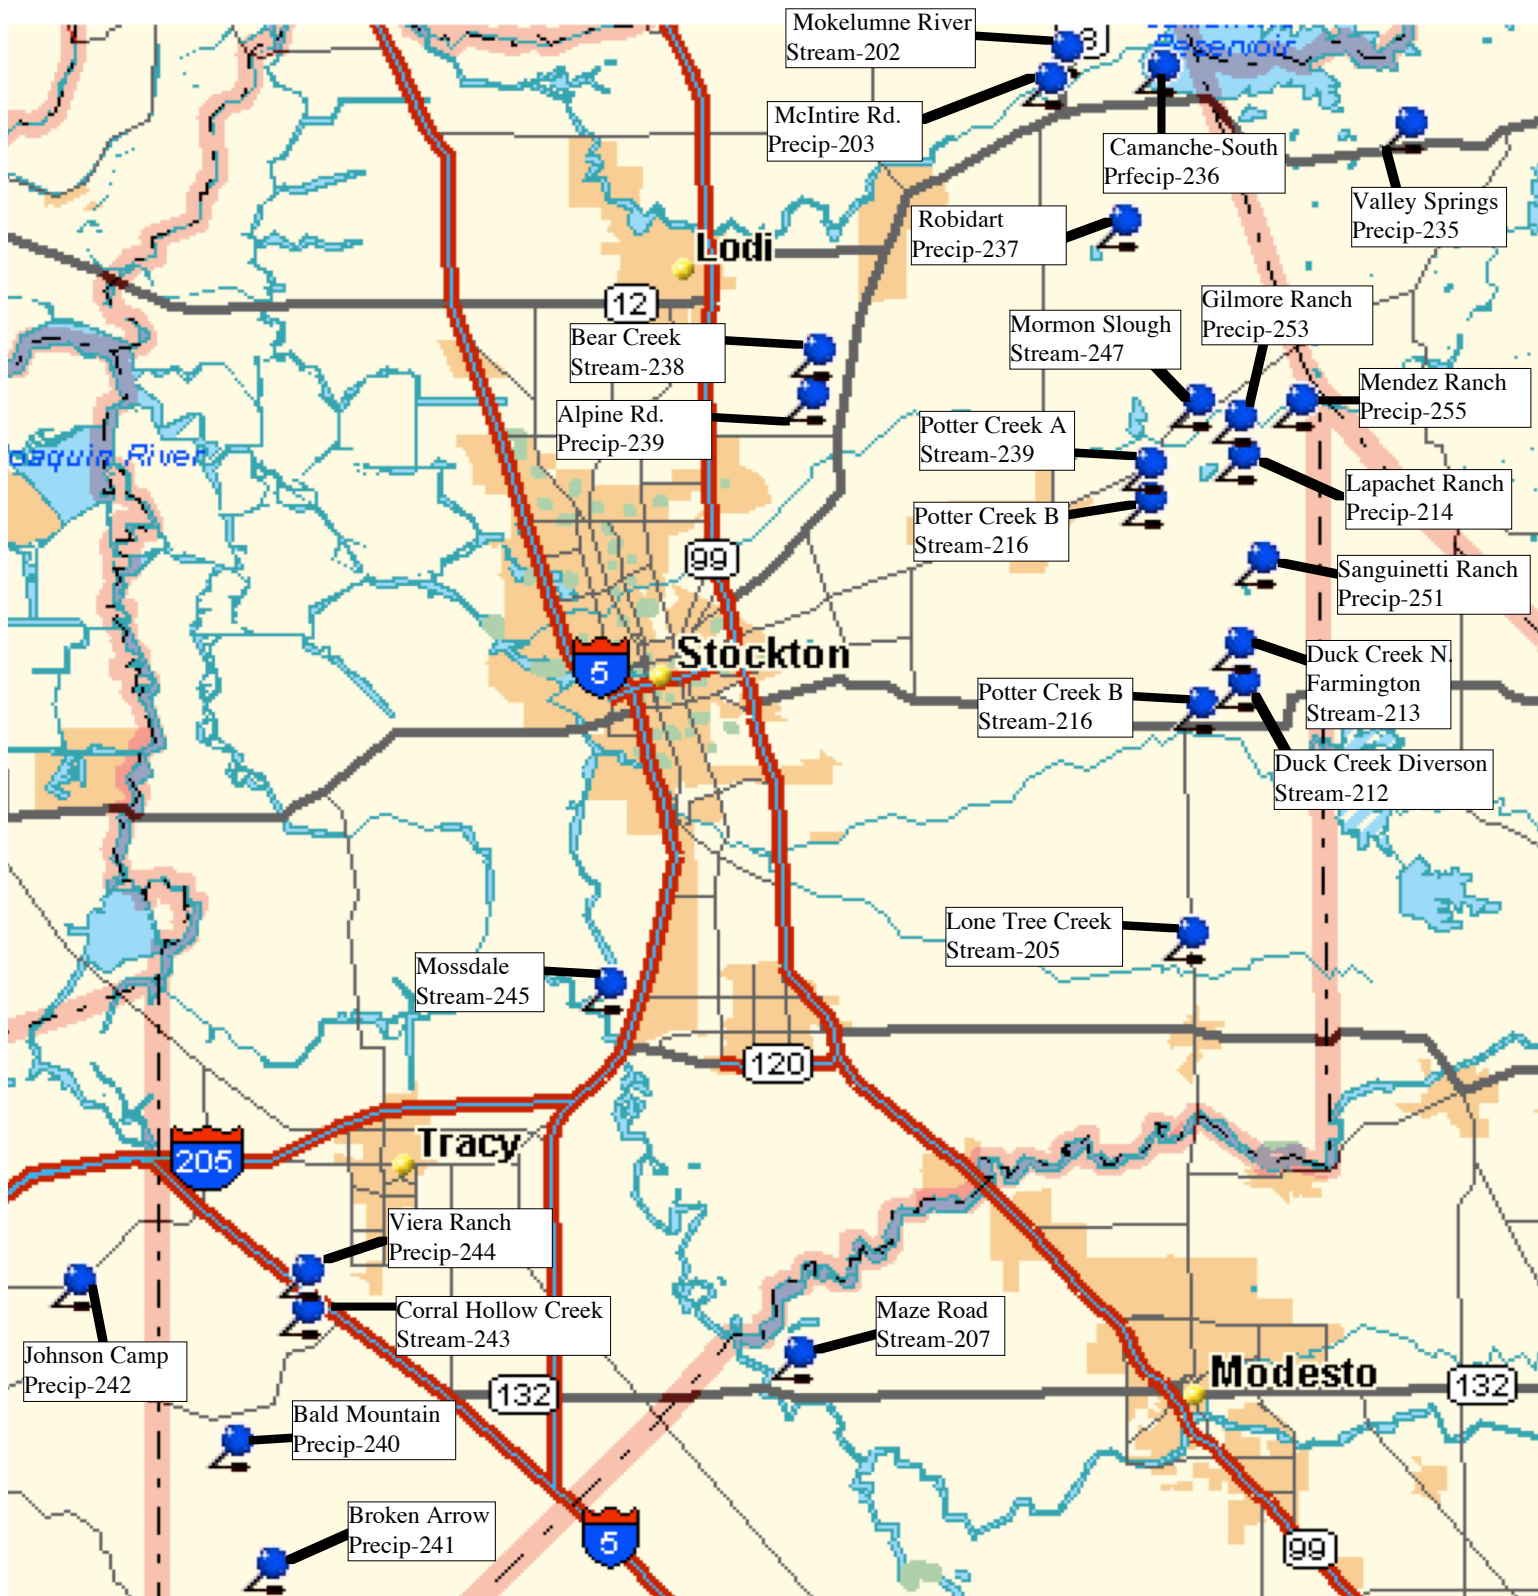 Mokelumne River
Stream-202
8
Reservoir
McIntire Rd.
Precip-203
Camanche-South
Prfecip-236
Valley Springs
Precip-235
Robidart
Precip-237
Lodi
12
Gilmore Ranch
Precip-253
Mormon Slough
Stream-247
Bear Creek
Stream-238
Mendez Ranch
Precip-255
Alpine Rd.
Precip-239
Potter Creek A
Stream-239
oaquin River
Lapachet Ranch
Precip-214
Potter Creek B
Stream-216
99
Sanguinetti Ranch
Precip-251
Stockton
5
Duck Creek N.
Farmington
Stream-213
Potter Creek B
Stream-216
Duck Creek Diverson
Stream-212
Lone Tree Creek
Stream-205
Mossdale
Stream-245
120
Tracy
205
Viera Ranch
Precip-244
Corral Hollow Creek
Stream-243
Maze Road
Stream-207
Johnson Camp
Precip-242
Modesto
132
132
Bald Mountain
Precip-240
Broken Arrow
Precip-241
5
99